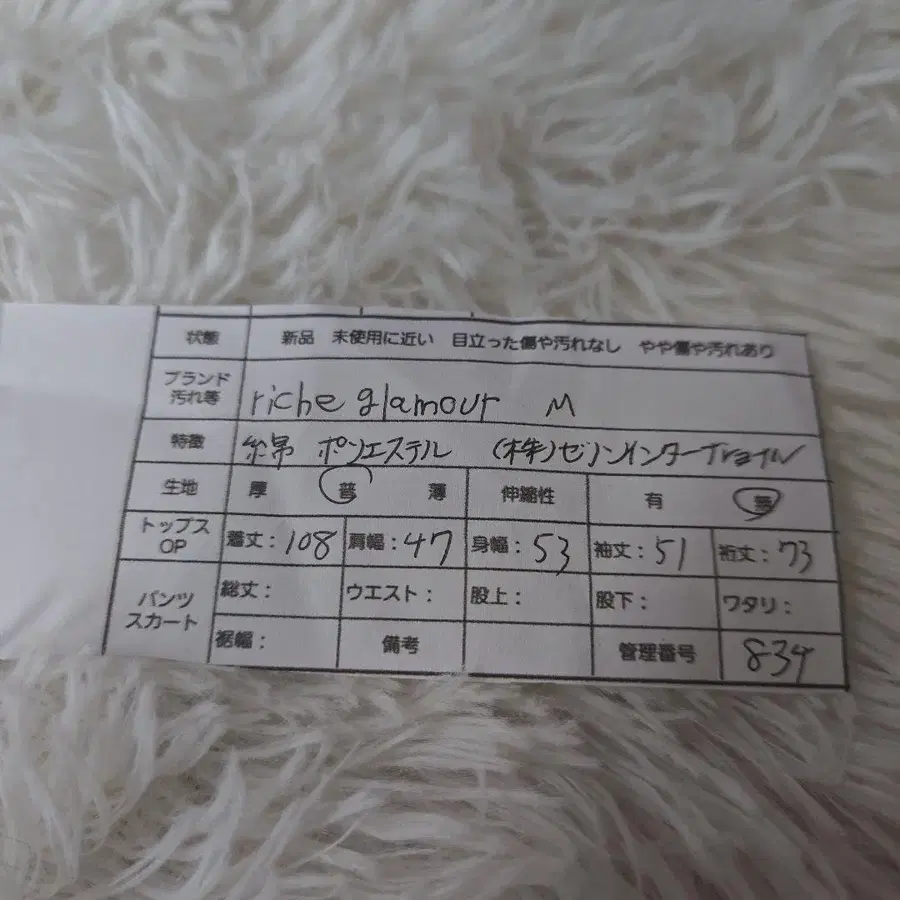 状態 新品 未使用に近い 目立った傷や汚れなし やや傷や汚れあり
ブランド
汚れ等 riche glamour M
特徴 綿 ポリエステル (株)ゼンインター
生地 厚 普 薄 伸縮性 有 無
トップス
OP 着丈:108 肩幅:47 身幅:53 袖丈:51 裄丈:73
パンツ
スカート 総丈: ウエスト: 股上: 股下: ワタリ:
裾幅: 備考 管理番号 834